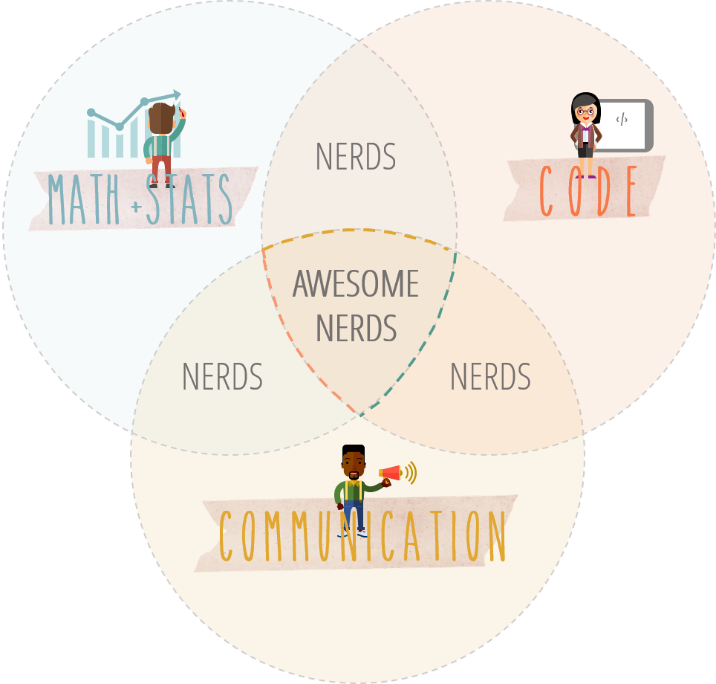 NERDS
MATH + STATS
</>
CODE
AWESOME
NERDS
NERDS
NERDS
COMMUNICATION